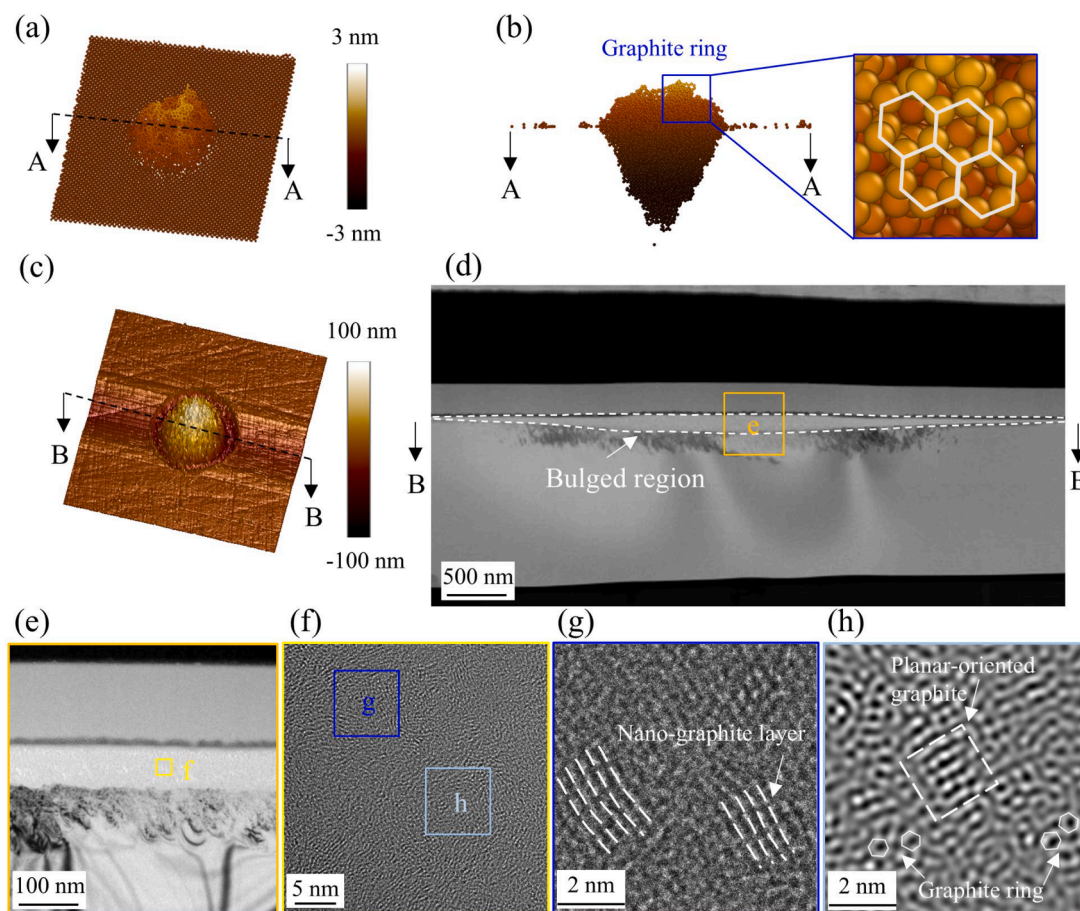 (a)
3 nm
-3 nm
A
A
(b)
Graphite ring
A
A
(c)
100 nm
-100 nm
B
B
(d)
B
e
Bulged region
500 nm
(e)
f
100 nm
(f)
g
h
5 nm
(g)
Nano-graphite layer
2 nm
(h)
Planar-oriented
graphite
Graphite ring
2 nm